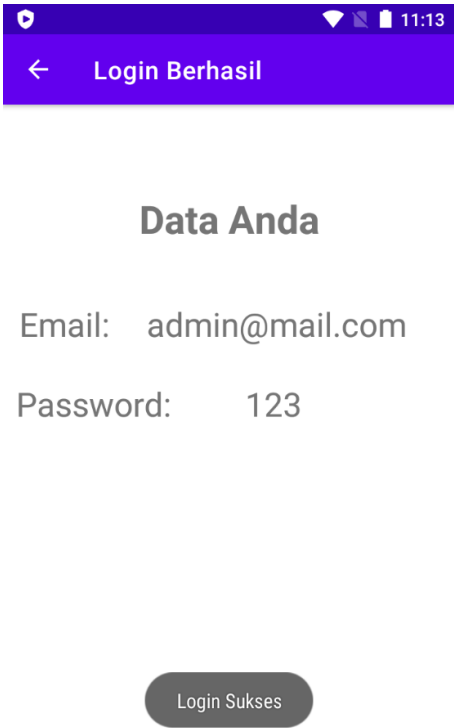 11:13
Login Berhasil
Data Anda
Email: admin@mail.com
Password: 123
Login Sukses